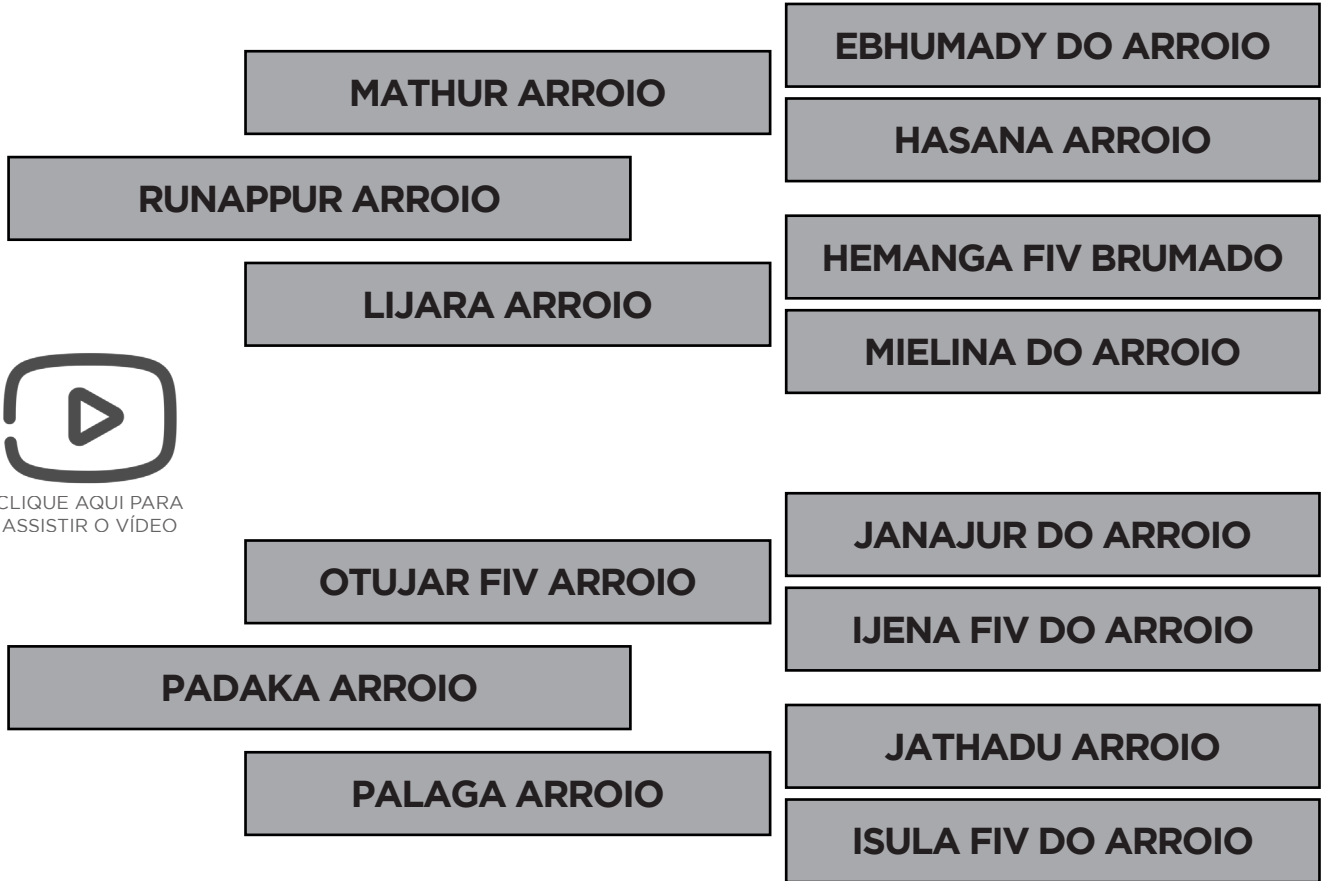 EBHUMADY DO ARROIO
MATHUR ARROIO
HASANA ARROIO
RUNAPPUR ARROIO
HEMANGA FIV BRUMADO
LIJARA ARROIO
MIELINA DO ARROIO
CLIQUE AQUI PARA
ASSISTIR O VÍDEO
JANAJUR DO ARROIO
OTUJAR FIV ARROIO
IJENA FIV DO ARROIO
PADAKA ARROIO
JATHADU ARROIO
PALAGA ARROIO
ISULA FIV DO ARROIO